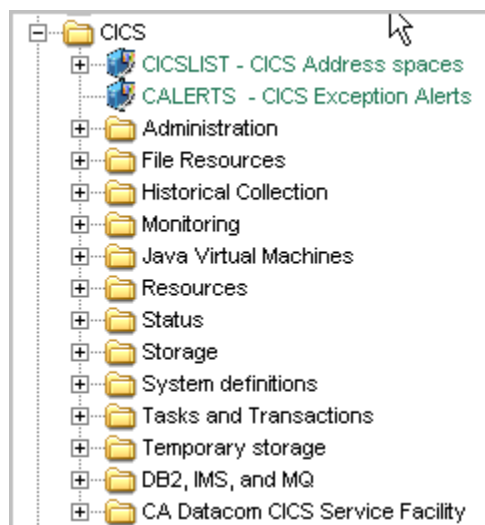 CICS
CICSLIST - CICS Address spaces
CALERTS - CICS Exception Alerts
Administration
File Resources
Historical Collection
Monitoring
Java Virtual Machines
Resources
Status
Storage
System definitions
Tasks and Transactions
Temporary storage
DB2, IMS, and MQ
CA Datacom CICS Service Facility